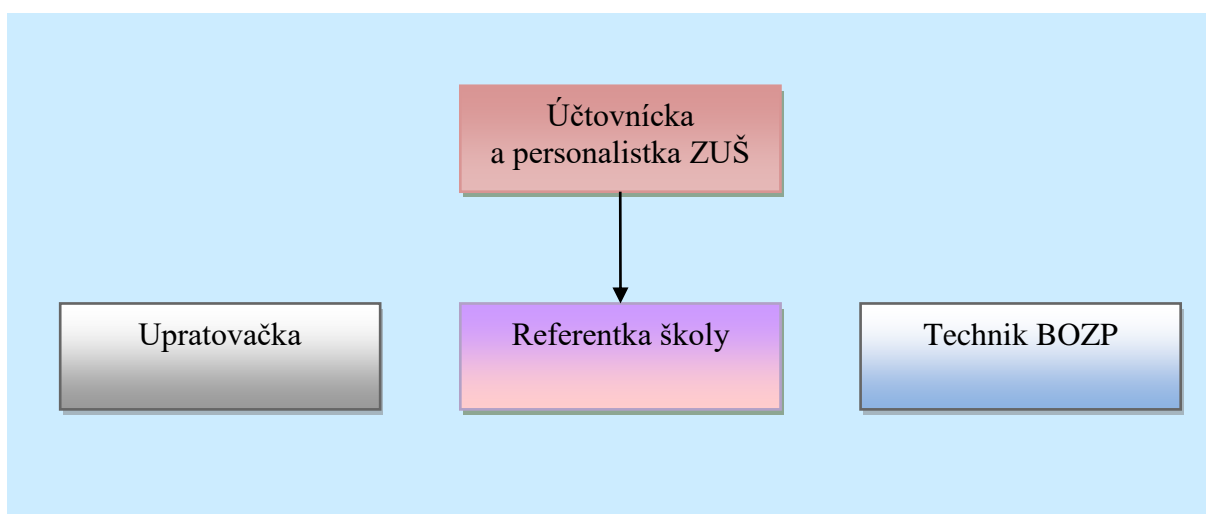 Účtovnícka
a personalistka ZUŠ
Upratovačka
Referentka školy
Technik BOZP